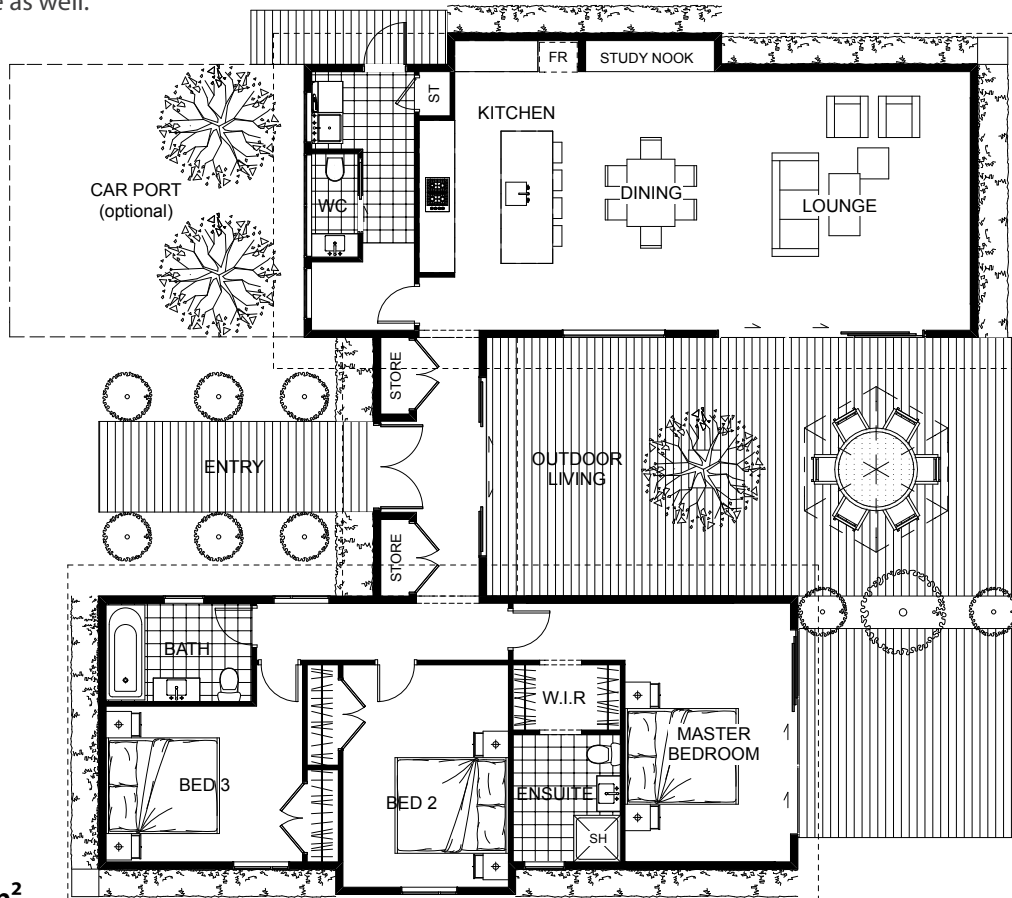 as well.
FR
STUDY NOOK
ST
KITCHEN
CAR PORT
(optional)
WC
DINING
LOUNGE
STORE
ENTRY
OUTDOOR
LIVING
STORE
BATH
W.I.R
MASTER
BEDROOM
BED 3
BED 2
ENSUITE
SH